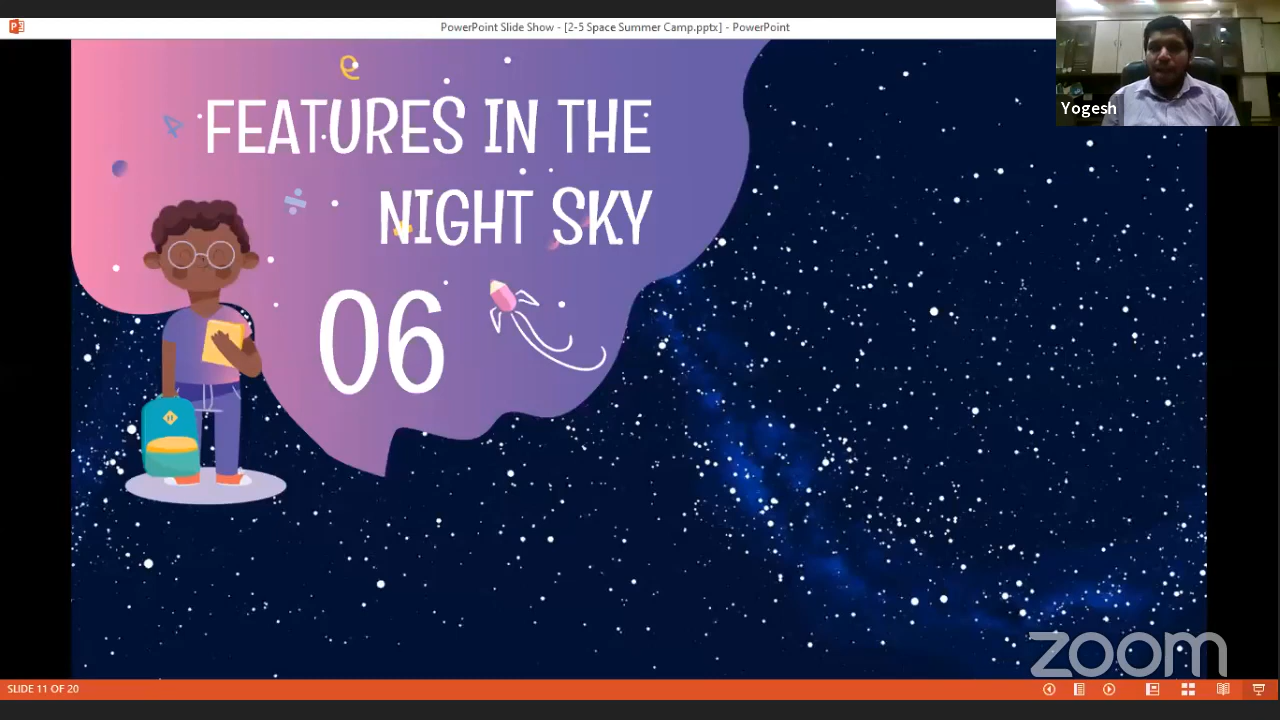 PowerPoint Slide Show - [2-5 Space Summer Camp.pptx] - PowerPoint
Yogesh
FEATURES IN THE
NIGHT SKY
06
zoom
SLIDE 11 OF 20